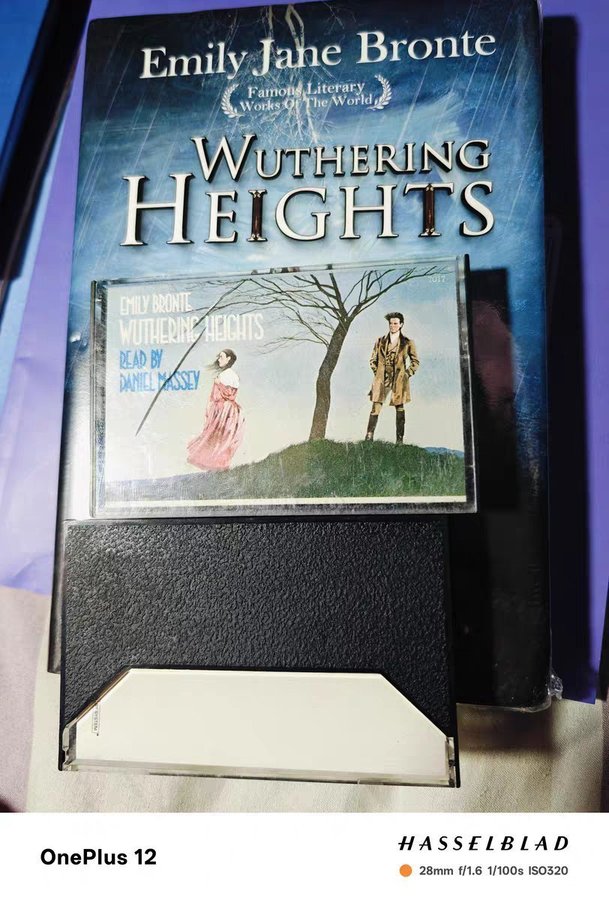 Emily Jane Bronte
Famous Literary
Works Of The World
WUTHERING
HEIGHTS
2017
EMILY BRONTE
WUTHERING HEIGHTS
READ BY
DANIEL MASSEY
OnePlus 12
HASSELBLAD
28mm f/1.6 1/100s ISO320